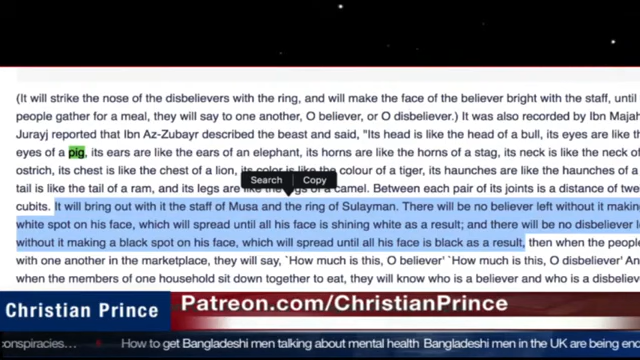 (It will strike the nose of the disbelievers with the ring, and will make the face of the believer bright with the staff, until
people gather for a meal, they will say to one another, O believer, or O disbeliever.) It was also recorded by Ibn Majah
Jurayj reported that Ibn Az-Zubayr described the beast and said, "Its head is like the head of a bull, its eyes are like the
eyes of a pig, its ears are like the ears of an elephant, its horns are like the horns of a stag, its neck is like the neck of
ostrich, its chest is like the chest of a lion, its color is like the colour of a tiger, its haunches are like the haunches
Search Copy
tail is like the tail of a ram, and its legs are like the legs of a camel. Between each pair of its joints is a distance of
cubits. It will bring out with it the staff of Musa and the ring of Sulayman. There will be no believer left without it
white spot on his face, which will spread until all his face is shining white as a result; and there will be no disbeliever
without it making a black spot on his face, which will spread until all his face is black as a result, then when the
with one another in the marketplace, they will say, `How much is this, O believer' `How much is this, O disbeliever'
when the members of one household sit down together to eat, they will know who is a believer and who is a
Christian Prince
Patreon.com/ChristianPrince
conspiracies... How to get Bangladeshi men talking about mental health Bangladeshi men in the UK are being